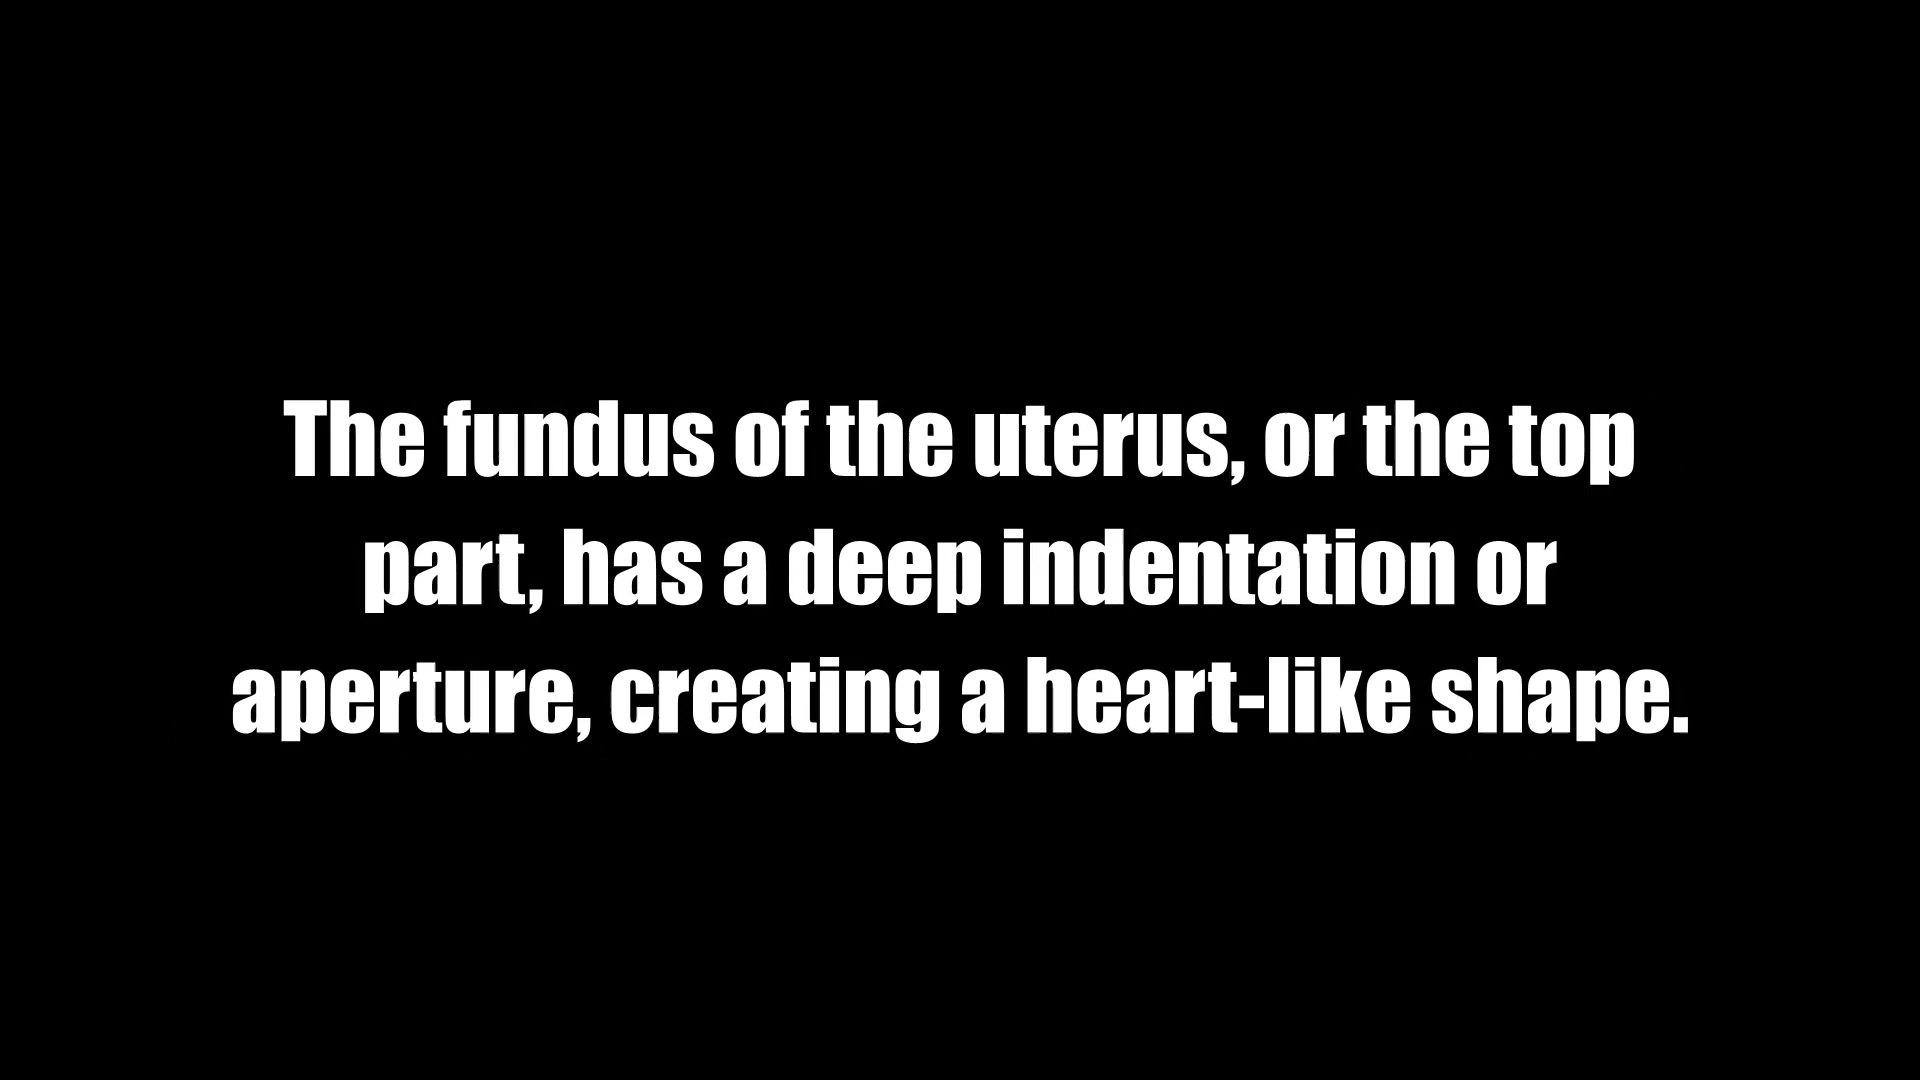 The fundus of the uterus, or the top
part, has a deep indentation or
aperture, creating a heart-like shape.